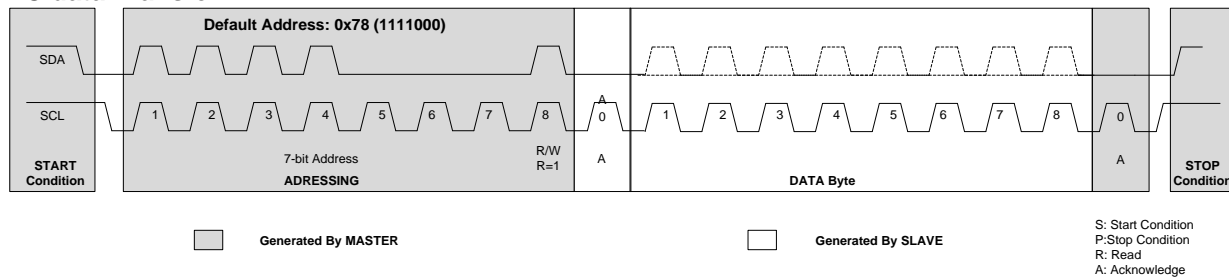 Default Address: 0x78 (1111000)
SDA
SCL
1 2 3 4 5 6 7 8
A
0
1 2 3 4 5 6 7 8
0
START
Condition
7-bit Address
ADRESSING
R/W
R=1
A
DATA Byte
A
STOP
Condition
Generated By MASTER
Generated By SLAVE
S: Start Condition
P:Stop Condition
R: Read
A: Acknowledge